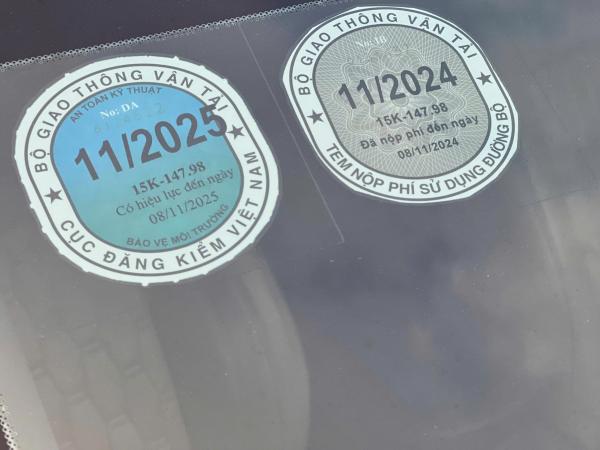 BỘ GIAO THÔNG VẬN TẢI
AN TOÀN KỸ THUẬT
No: DA
11/2025
15K-147.98
Có hiệu lực đến ngày
08/11/2025
BẢO VỆ MÔI TRƯỜNG
CỤC ĐĂNG KIỂM VIỆT NAM
BỘ GIAO THÔNG VẬN TẢI
No: IB
11/2024
15K-147.98
Đã nộp phí đến ngày
08/11/2024
TEM NỘP PHÍ SỬ DỤNG ĐƯỜNG BỘ